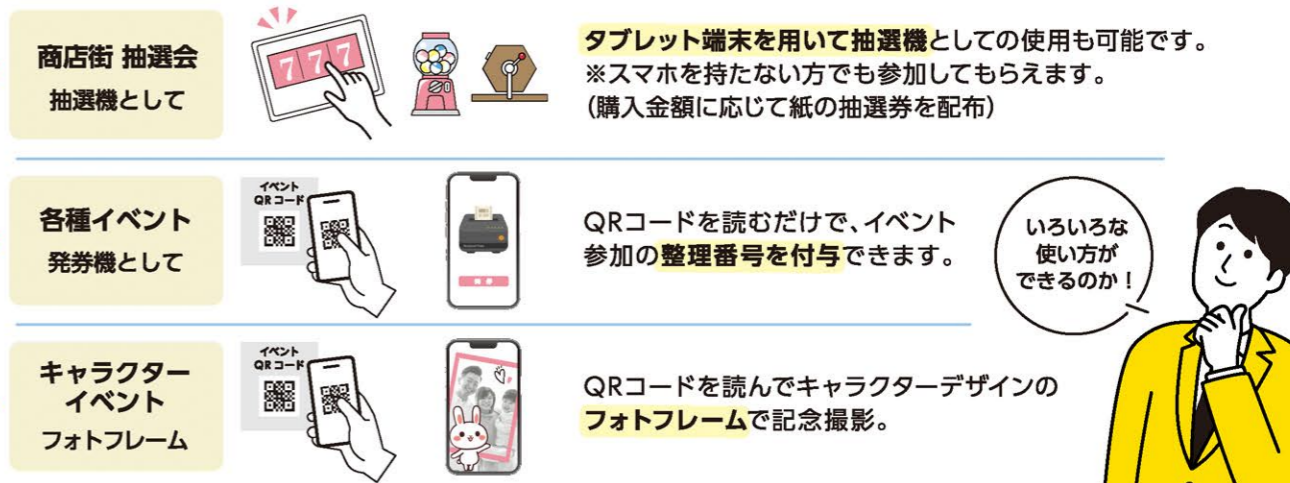 商店街 抽選会
抽選機として
777
タブレット端末を用いて抽選機としての使用も可能です。
※スマホを持たない方でも参加してもらえます。
(購入金額に応じて紙の抽選券を配布)
各種イベント
発券機として
イベント
QRコード
QRコードを読むだけで、イベント
参加の整理番号を付与できます。
いろいろな
使い方が
できるのか！
キャラクター
イベント
フォトフレーム
イベント
QRコード
QRコードを読んでキャラクターデザインの
フォトフレームで記念撮影。